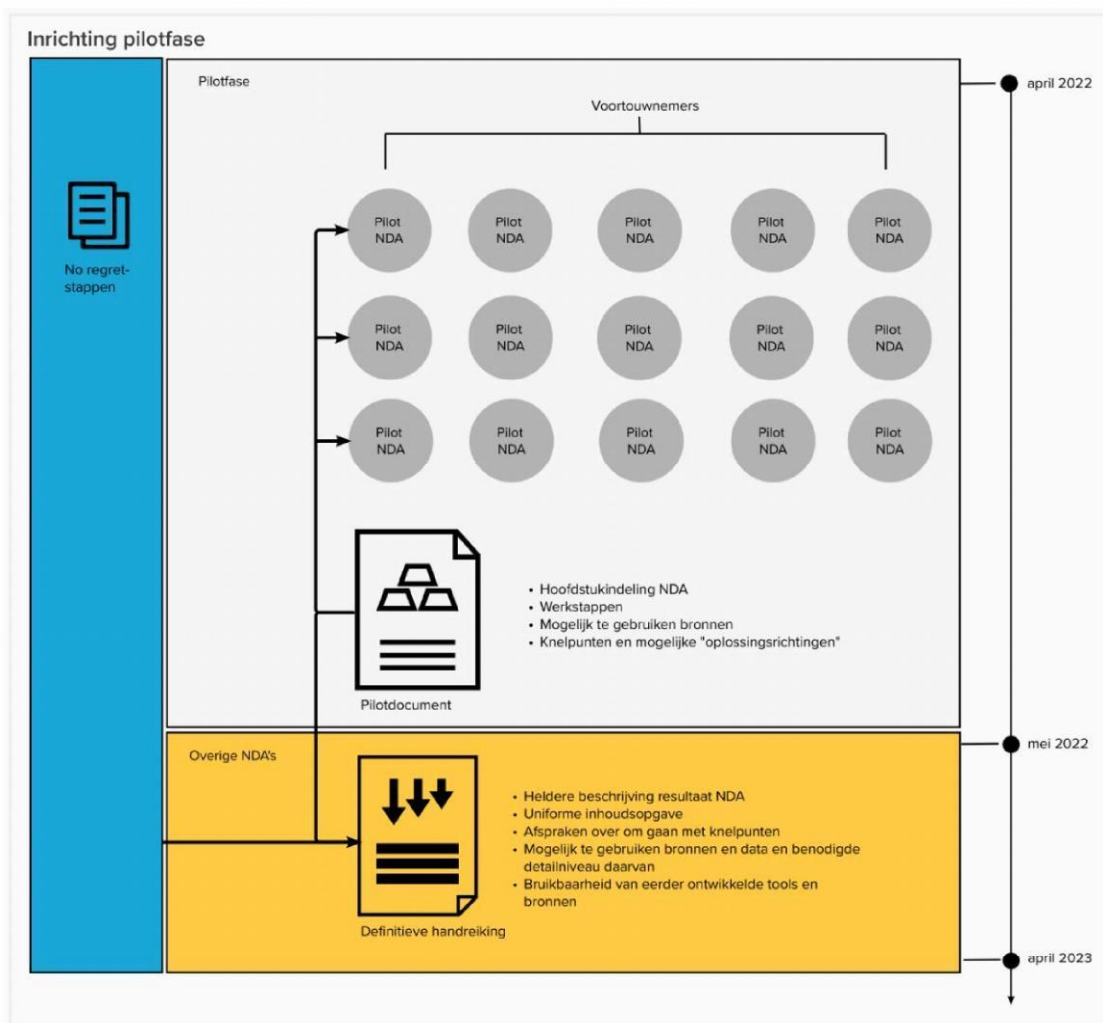 Inrichting pilotfase
Pilotfase
april 2022
Voortouwnemers
Pilot
NDA
Pilot
NDA
Pilot
NDA
Pilot
NDA
Pilot
NDA
No regret-
stappen
Pilot
NDA
Pilot
NDA
Pilot
NDA
Pilot
NDA
Pilot
NDA
Pilot
NDA
Pilot
NDA
Pilot
NDA
Pilot
NDA
Pilot
NDA
• Hoofdstukindeling NDA
• Werkstappen
• Mogelijk te gebruiken bronnen
• Knelpunten en mogelijke "oplossingsrichtingen"
Pilotdocument
mei 2022
Overige NDA's
• Heldere beschrijving resultaat NDA
• Uniforme inhoudsopgave
• Afspraken over om gaan met knelpunten
• Mogelijk te gebruiken bronnen en data en benodigde
detailniveau daarvan
• Bruikbaarheid van eerder ontwikkelde tools en
bronnen
Definitieve handreiking
april 2023